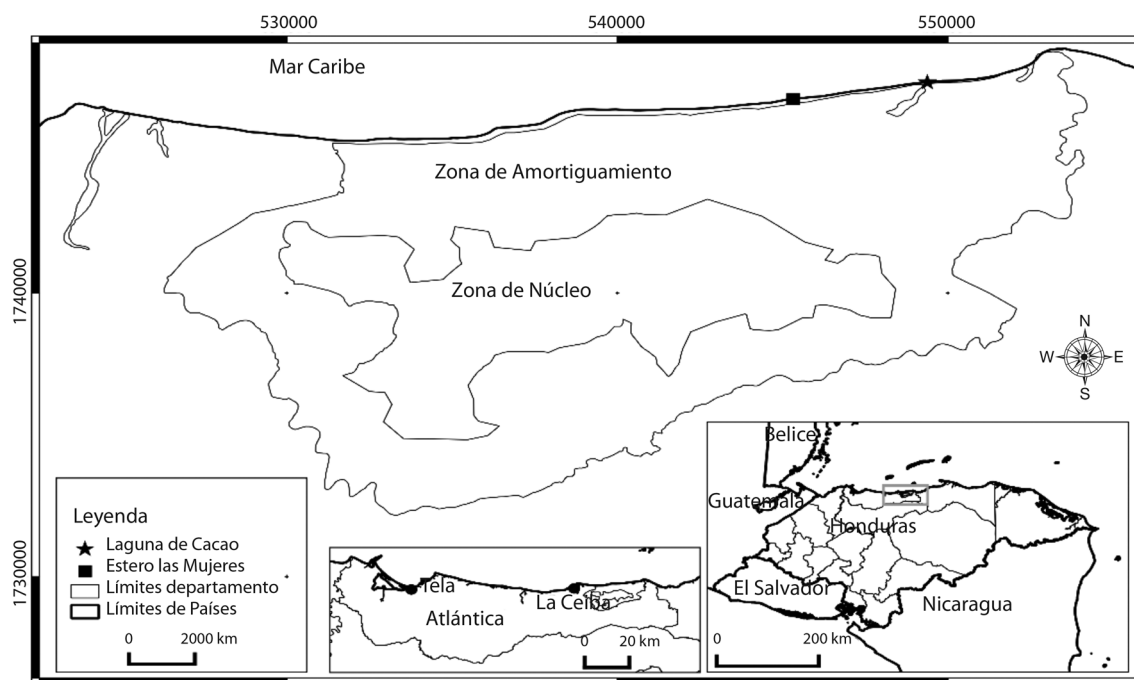 530000
540000
550000
Mar Caribe
Zona de Amortiguamiento
Zona de Núcleo
1740000
1730000
N
W
E
S
Leyenda
Laguna de Cacao
Estero las Mujeres
Límites departamento
Límites de Países
0
2000 km
Tela
La Ceiba
Atlántica
0
20 km
Belice
Guatemala
Honduras
El Salvador
Nicaragua
0
200 km